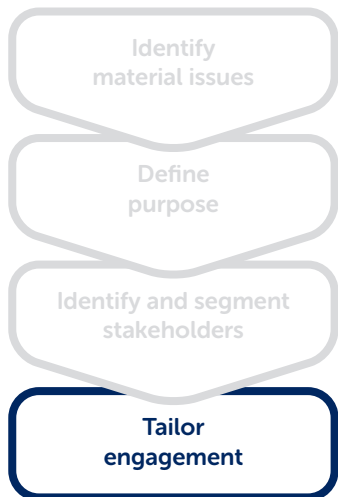 Identify
material issues
Define
purpose
Identify and segment
stakeholders
Tailor
engagement